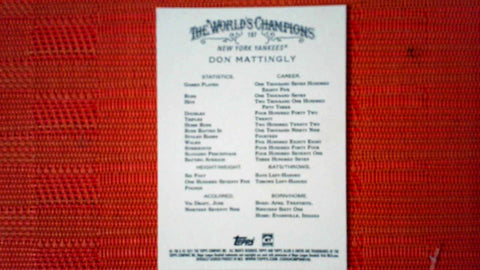 THE WORLD'S CHAMPIONS
NEW YORK YANKEES®
DON MATTINGLY
STATISTICS: CAREER:
GAMES PLAYED ONE THOUSAND SEVEN HUNDRED
EIGHTY FIVE
RUNS ONE THOUSAND SEVEN
HITS TWO THOUSAND ONE HUNDRED
FIFTY THREE
DOUBLES FOUR HUNDRED FORTY TWO
TRIPLES TWENTY
HOME RUNS TWO HUNDRED TWENTY TWO
RUNS BATTED IN ONE THOUSAND NINETY NINE
STOLEN BASES FOURTEEN
WALKS FIVE HUNDRED EIGHTY EIGHT
STRIKEOUTS FOUR HUNDRED FORTY FOUR
SLUGGING PERCENTAGE FOUR HUNDRED SEVENTY ONE
BATTING AVERAGE THREE HUNDRED SEVEN
HEIGHT/WEIGHT: BATS/THROWS:
SIX FOOT BATS LEFT-HANDED
ONE HUNDRED SEVENTY FIVE THROWS LEFT-HANDED
POUNDS
ACQUIRED: BORN/HOME:
VIA DRAFT, JUNE BORN: APRIL TWENTIETH,
NINETEEN SEVENTY NINE NINETEEN SIXTY ONE
HOME: EVANSVILLE, INDIANA
Topps